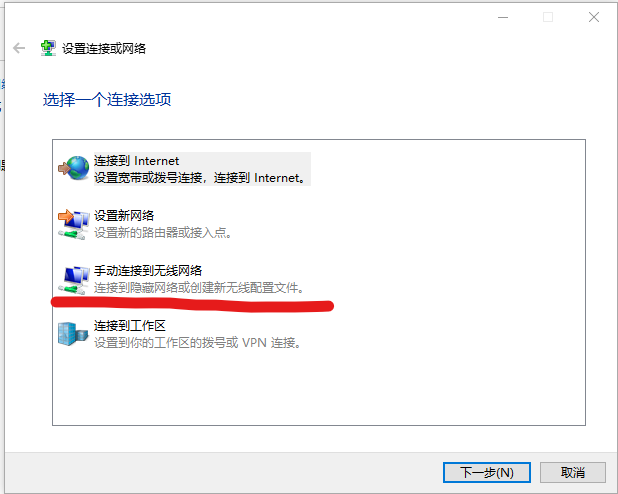 设置连接或网络
选择一个连接选项
连接到 Internet
设置宽带或拨号连接，连接到 Internet。
设置新网络
设置新的路由器或接入点。
手动连接到无线网络
连接到隐藏网络或创建新无线配置文件。
连接到工作区
设置到你的工作区的拨号或 VPN 连接。
下一步(N)
取消